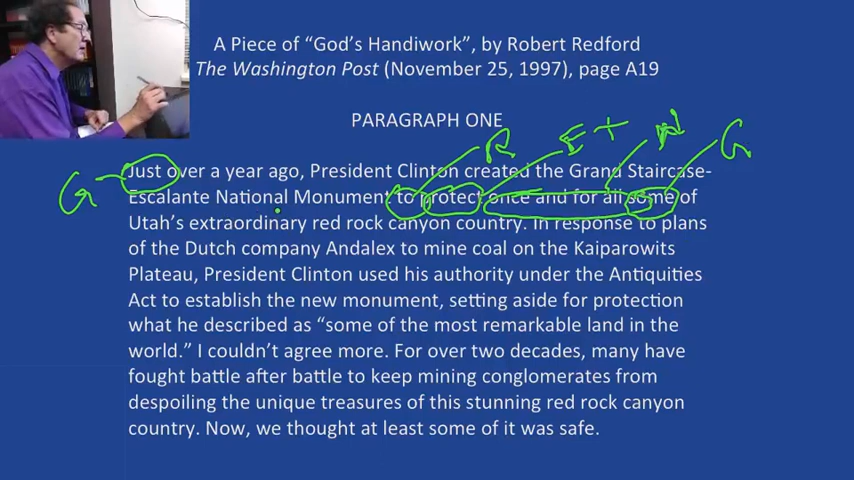 A Piece of “God’s Handiwork”, by Robert Redford
The Washington Post (November 25, 1997), page A19
PARAGRAPH ONE
R E+ N G
Just over a year ago, President Clinton created the Grand Staircase-
G Escalante National Monument to protect once and for all some of
Utah’s extraordinary red rock canyon country. In response to plans
of the Dutch company Andalex to mine coal on the Kaiparowits
Plateau, President Clinton used his authority under the Antiquities
Act to establish the new monument, setting aside for protection
what he described as “some of the most remarkable land in the
world.” I couldn’t agree more. For over two decades, many have
fought battle after battle to keep mining conglomerates from
despoiling the unique treasures of this stunning red rock canyon
country. Now, we thought at least some of it was safe.